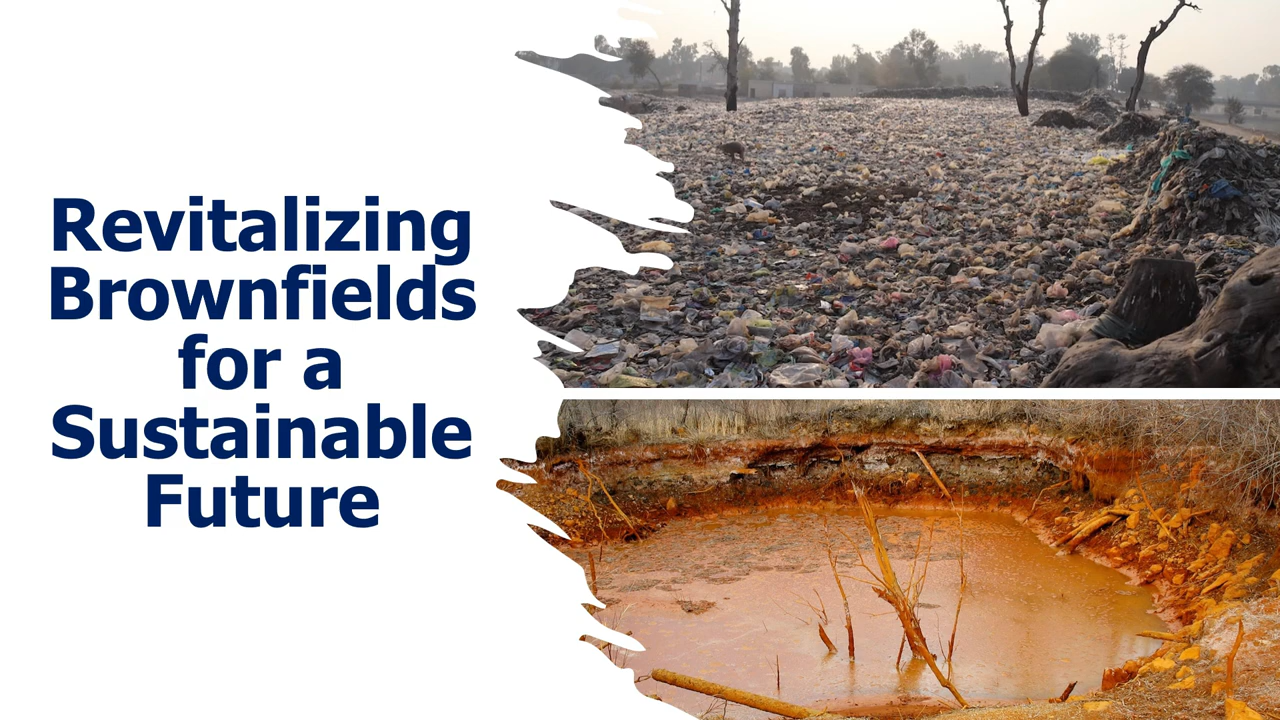 Revitalizing
Brownfields
for a
Sustainable
Future